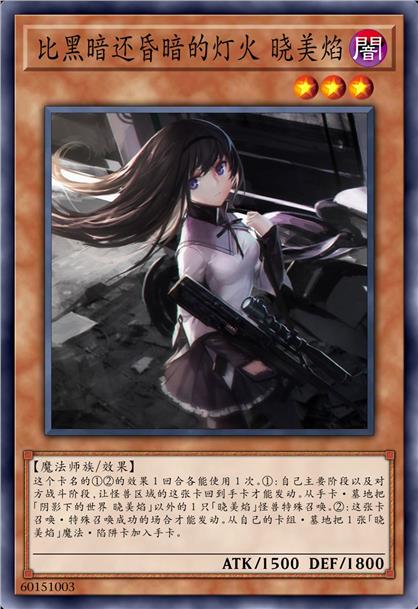 比黑暗还昏暗的灯火 晓美焰 闇
【魔法师族/效果】
这个卡名的①②的效果1回合各能使用1次。①:自己主要阶段以及对
方战斗阶段,让怪兽区域的这张卡回到手卡才能发动。从手卡·墓地把
「阴影下的世界 晓美焰」以外的1只「晓美焰」怪兽特殊召唤。②:这张卡
召唤·特殊召唤成功的场合才能发动。从自己的卡组·墓地把1张「晓
美焰」魔法·陷阱卡加入手卡。
ATK/1500 DEF/1800
60151003